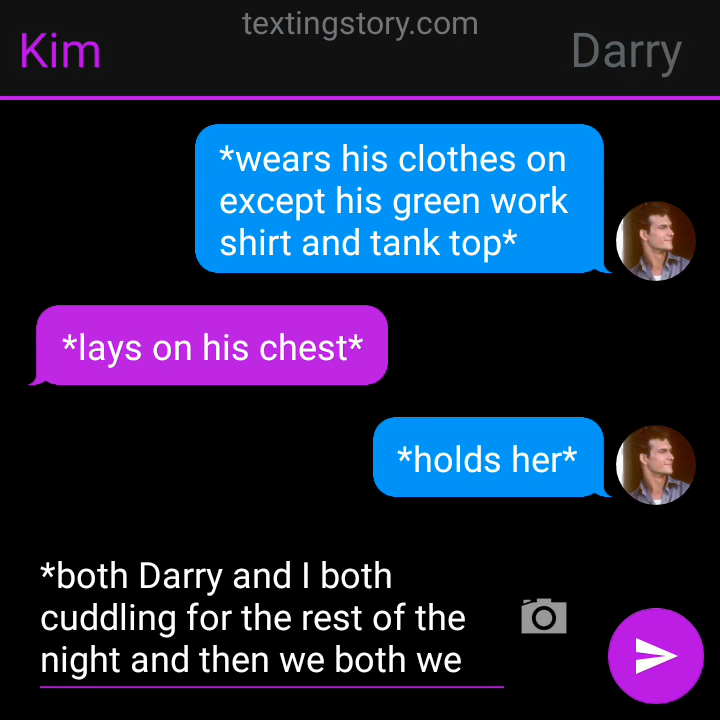 textingstory.com
Kim
Darry
*wears his clothes on
except his green work
shirt and tank top*
*lays on his chest*
*holds her*
*both Darry and I both
cuddling for the rest of the
night and then we both we